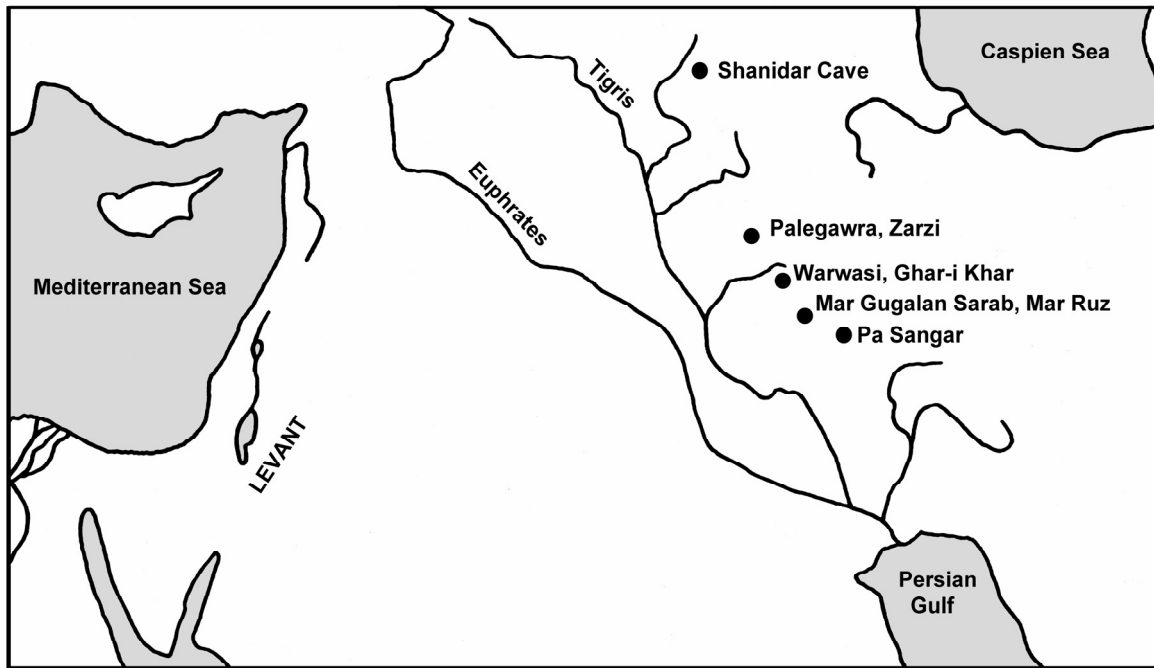 Caspien Sea
Shanidar Cave
Tigris
Euphrates
Palegawra, Zarzi
Warwasi, Ghar-i Khar
Mediterranean Sea
Mar Gugalan Sarab, Mar Ruz
Pa Sangar
LEVANT
Persian
Gulf